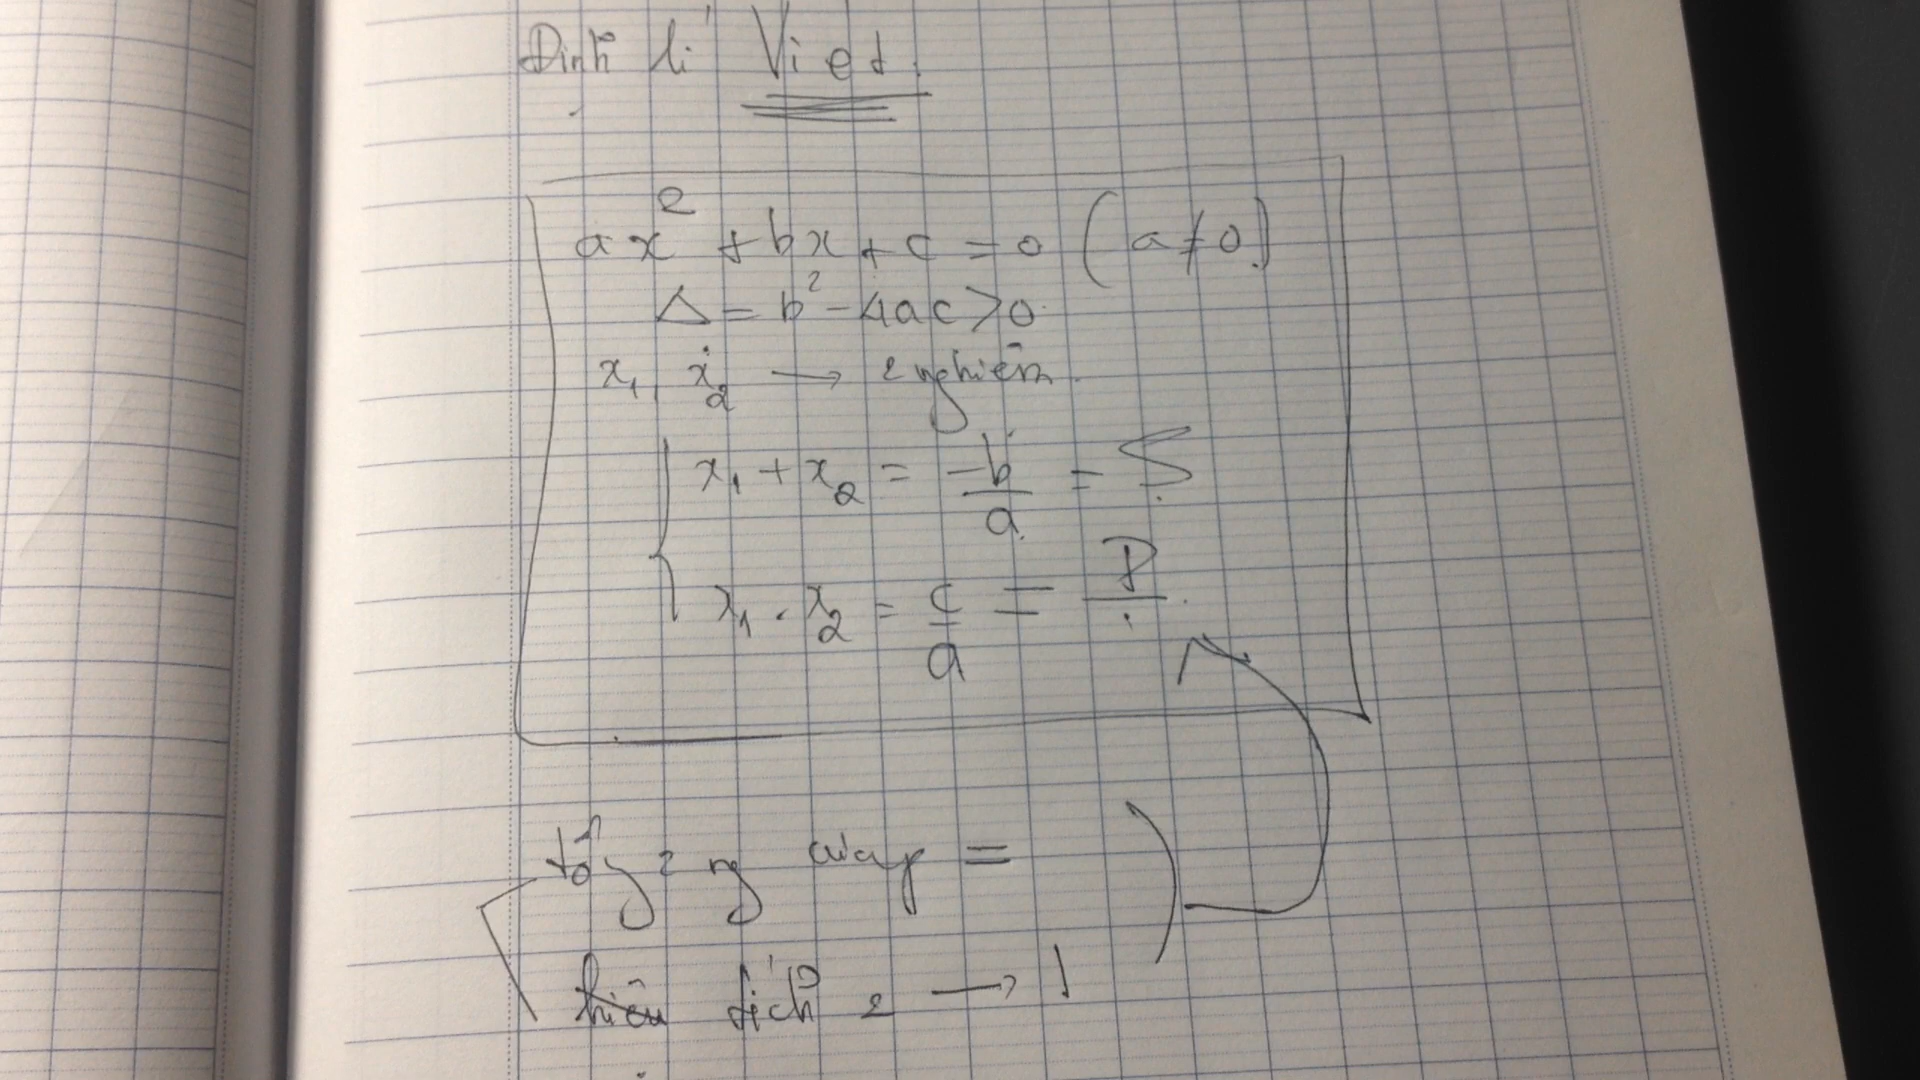 Định lí Viet
ax² + bx + c = 0 (a ≠ 0)
Δ = b² - 4ac > 0
x₁, x₂ → 2 nghiệm.
x₁ + x₂ = -b/a = S
x₁ . x₂ = c/a = P
tổng 2 ng =
hiệu tích 2 →